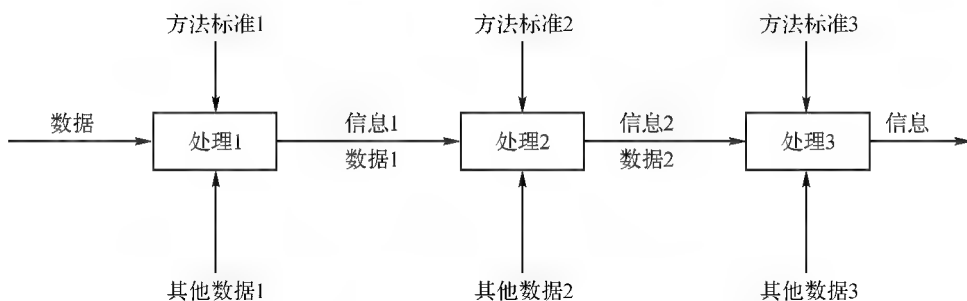 方法标准1
方法标准2
方法标准3
数据
处理1
信息1
数据1
处理2
信息2
数据2
处理3
信息
其他数据1
其他数据2
其他数据3